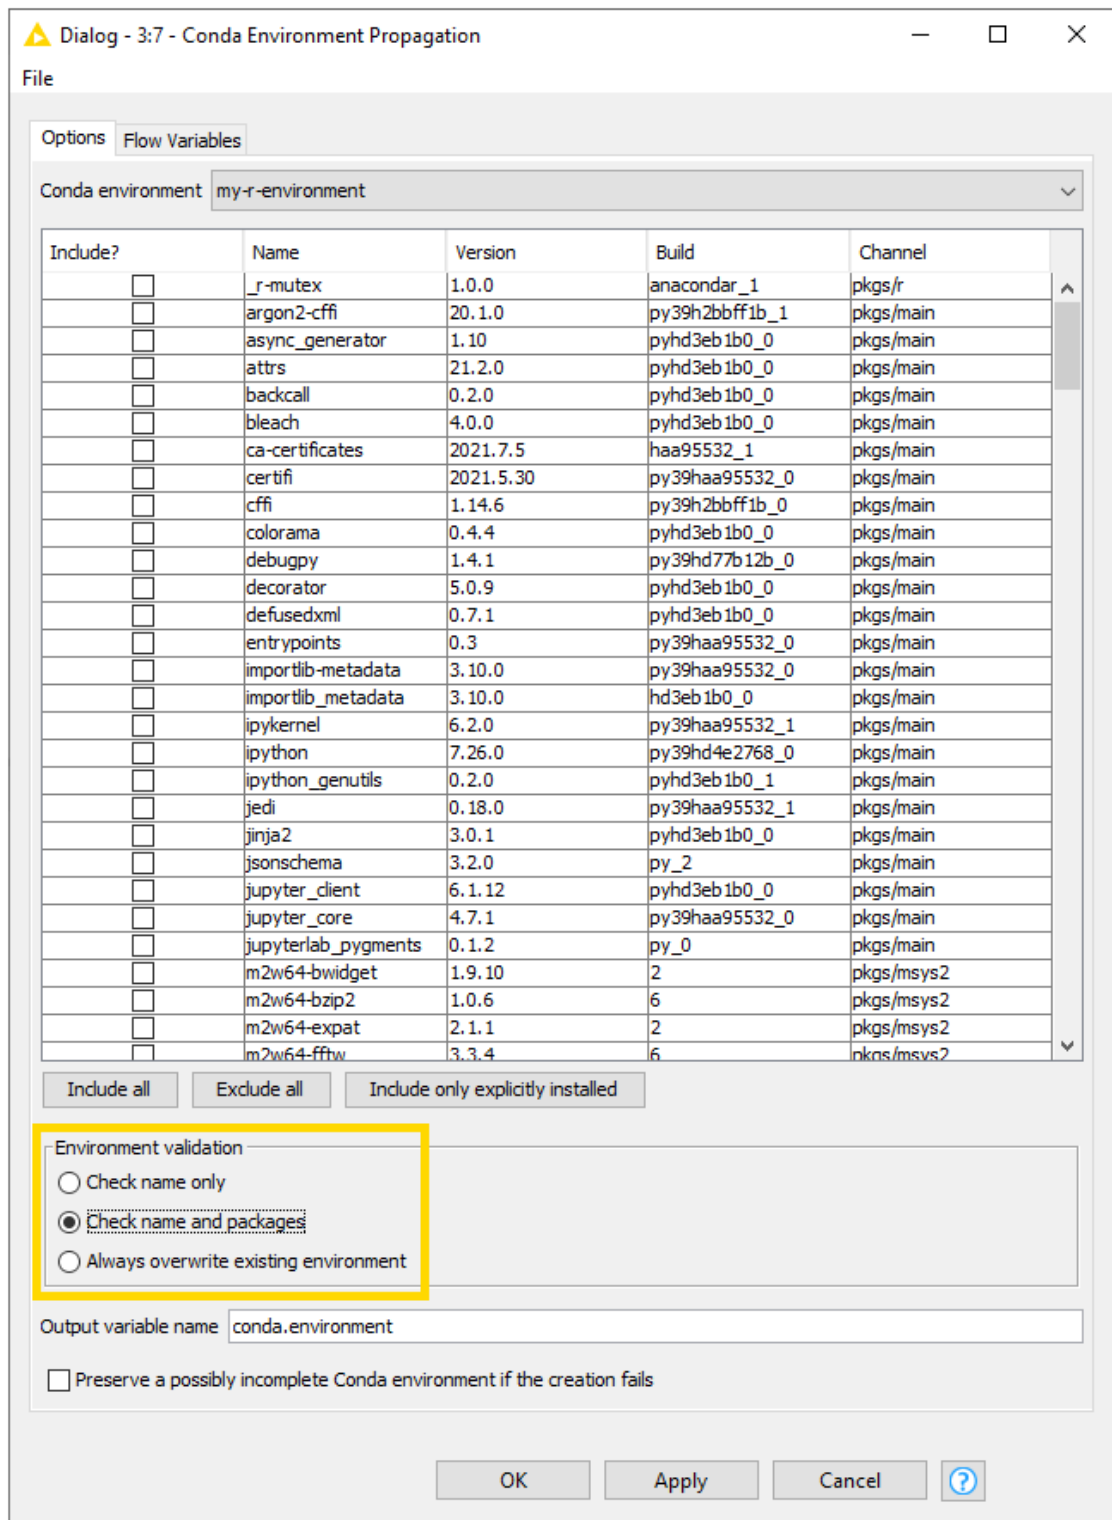 Dialog - 3:7 - Conda Environment Propagation
File
Options Flow Variables
Conda environment my-r-environment
Include? Name Version Build Channel
_r-mutex 1.0.0 anacondar_1 pkgs/r
argon2-cffi 20.1.0 py39h2bbff1b_1 pkgs/main
async_generator 1.10 pyhd3eb1b0_0 pkgs/main
attrs 21.2.0 pyhd3eb1b0_0 pkgs/main
backcall 0.2.0 pyhd3eb1b0_0 pkgs/main
bleach 4.0.0 pyhd3eb1b0_0 pkgs/main
ca-certificates 2021.7.5 haa95532_1 pkgs/main
certifi 2021.5.30 py39haa95532_0 pkgs/main
cffi 1.14.6 py39h2bbff1b_0 pkgs/main
colorama 0.4.4 pyhd3eb1b0_0 pkgs/main
debugpy 1.4.1 py39hd77b12b_0 pkgs/main
decorator 5.0.9 pyhd3eb1b0_0 pkgs/main
defusedxml 0.7.1 pyhd3eb1b0_0 pkgs/main
entrypoints 0.3 py39haa95532_0 pkgs/main
importlib-metadata 3.10.0 py39haa95532_0 pkgs/main
importlib_metadata 3.10.0 hd3eb1b0_0 pkgs/main
ipykernel 6.2.0 py39haa95532_1 pkgs/main
ipython 7.26.0 py39hd4e2768_0 pkgs/main
ipython_genutils 0.2.0 pyhd3eb1b0_1 pkgs/main
jedi 0.18.0 py39haa95532_1 pkgs/main
jinja2 3.0.1 pyhd3eb1b0_0 pkgs/main
jsonschema 3.2.0 py_2 pkgs/main
jupyter_client 6.1.12 pyhd3eb1b0_0 pkgs/main
jupyter_core 4.7.1 py39haa95532_0 pkgs/main
jupyterlab_pygments 0.1.2 py_0 pkgs/main
m2w64-bwidget 1.9.10 2 pkgs/msys2
m2w64-bzip2 1.0.6 6 pkgs/msys2
m2w64-expat 2.1.1 2 pkgs/msys2
m2w64-fftw 3.3.4 6 pkgs/msys2
Include all Exclude all Include only explicitly installed
Environment validation
Check name only
Check name and packages
Always overwrite existing environment
Output variable name conda.environment
Preserve a possibly incomplete Conda environment if the creation fails
OK Apply Cancel ?